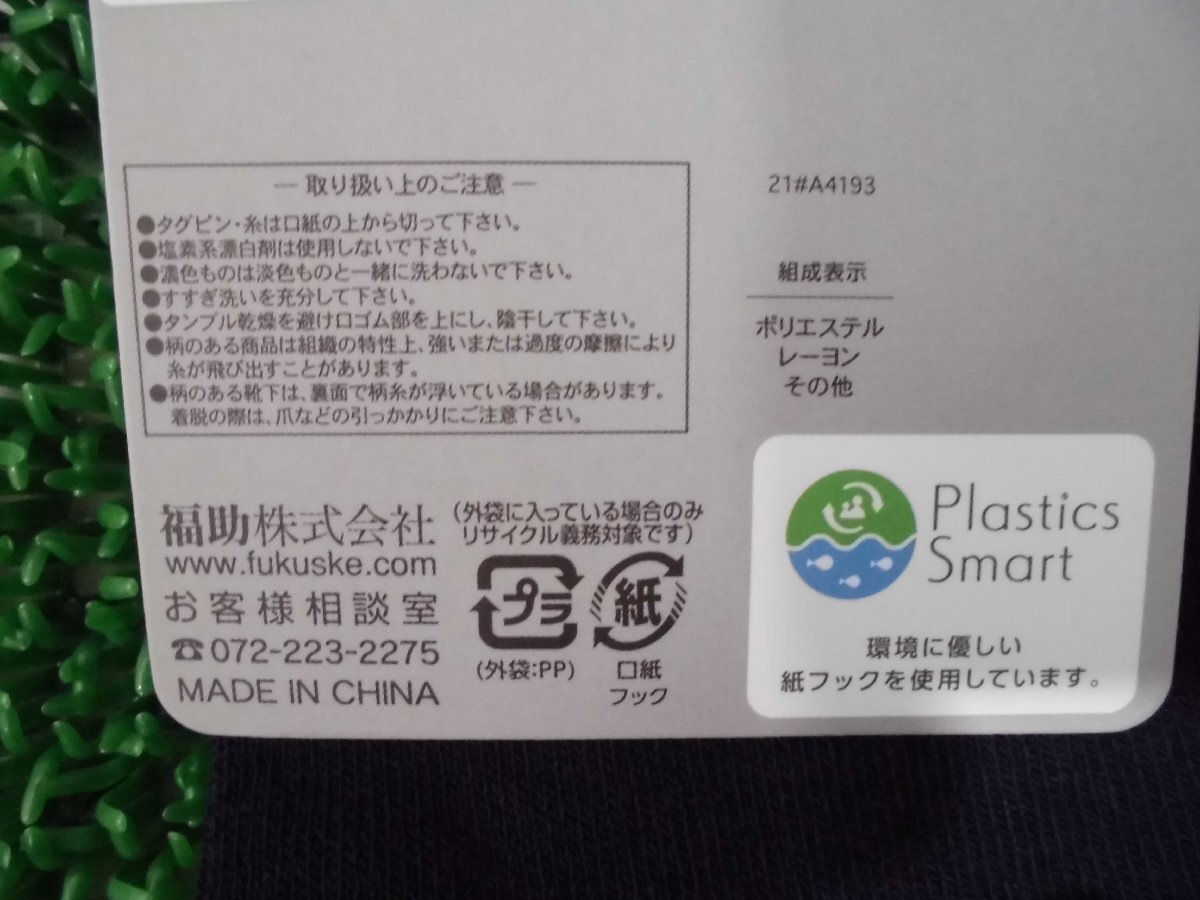 ― 取り扱い上のご注意 ―
●タグピン・糸は口紙の上から切って下さい。
●塩素系漂白剤は使用しないで下さい。
●濃色ものは淡色ものと一緒に洗わないで下さい。
●すすぎ洗いを充分して下さい。
●タンブル乾燥を避け口ゴム部を上にし、陰干して下さい。
●柄のある商品は組織の特性上、強いまたは過度の摩擦により
糸が飛び出すことがあります。
●柄のある靴下は、裏面で柄糸が浮いている場合があります。
着脱の際は、爪などの引っかかりにご注意下さい。
21#A4193
組成表示
ポリエステル
レーヨン
その他
福助株式会社
www.fukuske.com
お客様相談室
☎072-223-2275
MADE IN CHINA
(外袋に入っている場合のみ
リサイクル義務対象です)
プラ
(外袋:PP)
紙
口紙
フック
Plastics
Smart
環境に優しい
紙フックを使用しています。